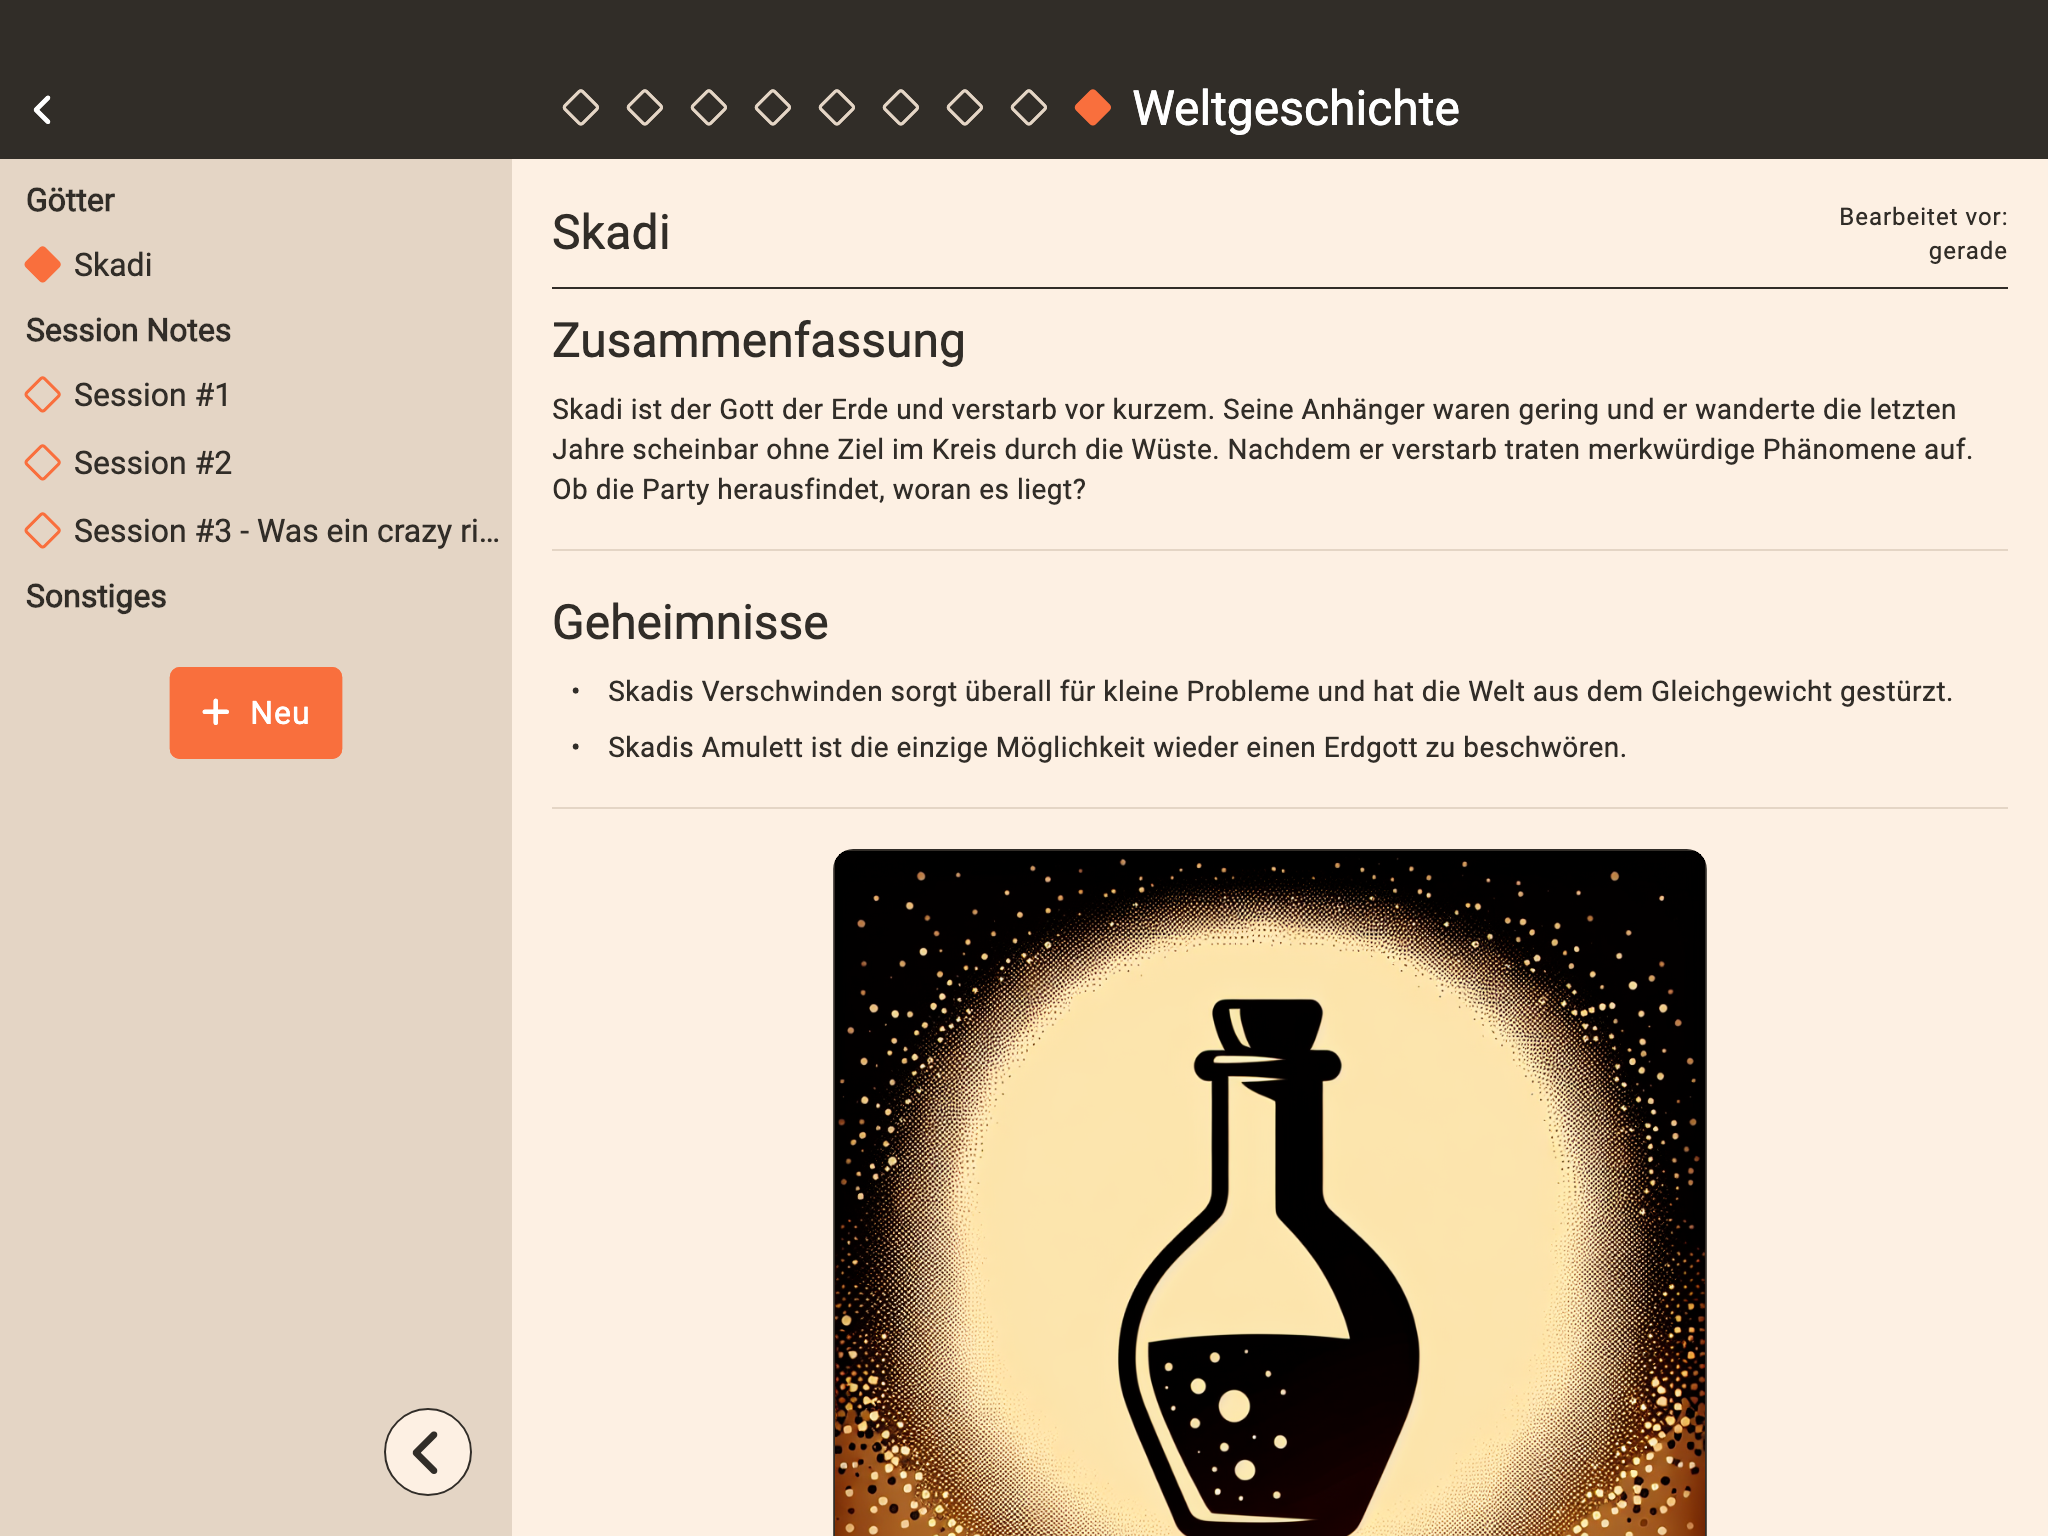 Weltgeschichte
Götter
Skadi
Session Notes
Session #1
Session #2
Session #3 - Was ein crazy ri...
Sonstiges
+ Neu
Skadi
Bearbeitet vor:
gerade
Zusammenfassung
Skadi ist der Gott der Erde und verstarb vor kurzem. Seine Anhänger waren gering und er wanderte die letzten
Jahre scheinbar ohne Ziel im Kreis durch die Wüste. Nachdem er verstarb traten merkwürdige Phänomene auf.
Ob die Party herausfindet, woran es liegt?
Geheimnisse
• Skadis Verschwinden sorgt überall für kleine Probleme und hat die Welt aus dem Gleichgewicht gestürzt.
• Skadis Amulett ist die einzige Möglichkeit wieder einen Erdgott zu beschwören.